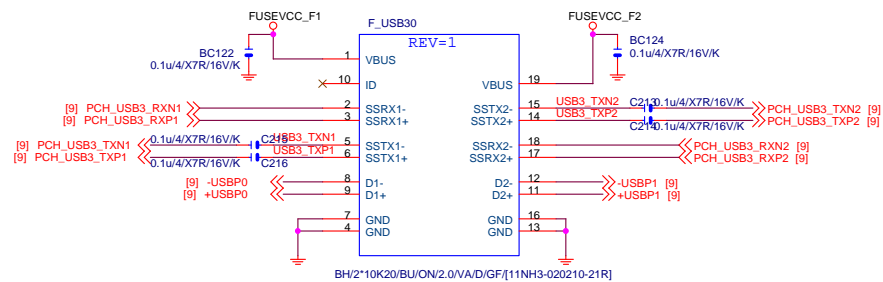 FUSEVCC_F1
F_USB30
FUSEVCC_F2
REV=1
BC122
0.1u/4/X7R/16V/K
BC124
0.1u/4/X7R/16V/K
1 VBUS
10 ID
VBUS 19
[9] PCH_USB3_RXN1 2 SSRX1-
[9] PCH_USB3_RXP1 3 SSRX1+
SSTX2- 15 USB3_TXN2 C213 0.1u/4/X7R/16V/K PCH_USB3_TXN2 [9]
SSTX2+ 14 USB3_TXP2 C214 0.1u/4/X7R/16V/K PCH_USB3_TXP2 [9]
[9] PCH_USB3_TXN1 0.1u/4/X7R/16V/K C215 USB3_TXN1 5 SSTX1-
[9] PCH_USB3_TXP1 0.1u/4/X7R/16V/K C216 USB3_TXP1 6 SSTX1+
SSRX2- 18 PCH_USB3_RXN2 [9]
SSRX2+ 17 PCH_USB3_RXP2 [9]
[9] -USBP0 8 D1-
[9] +USBP0 9 D1+
D2- 12 -USBP1 [9]
D2+ 11 +USBP1 [9]
7 GND
4 GND
GND 16
GND 13
BH/2*10K20/BU/ON/2.0/VA/D/GF/[11NH3-020210-21R]